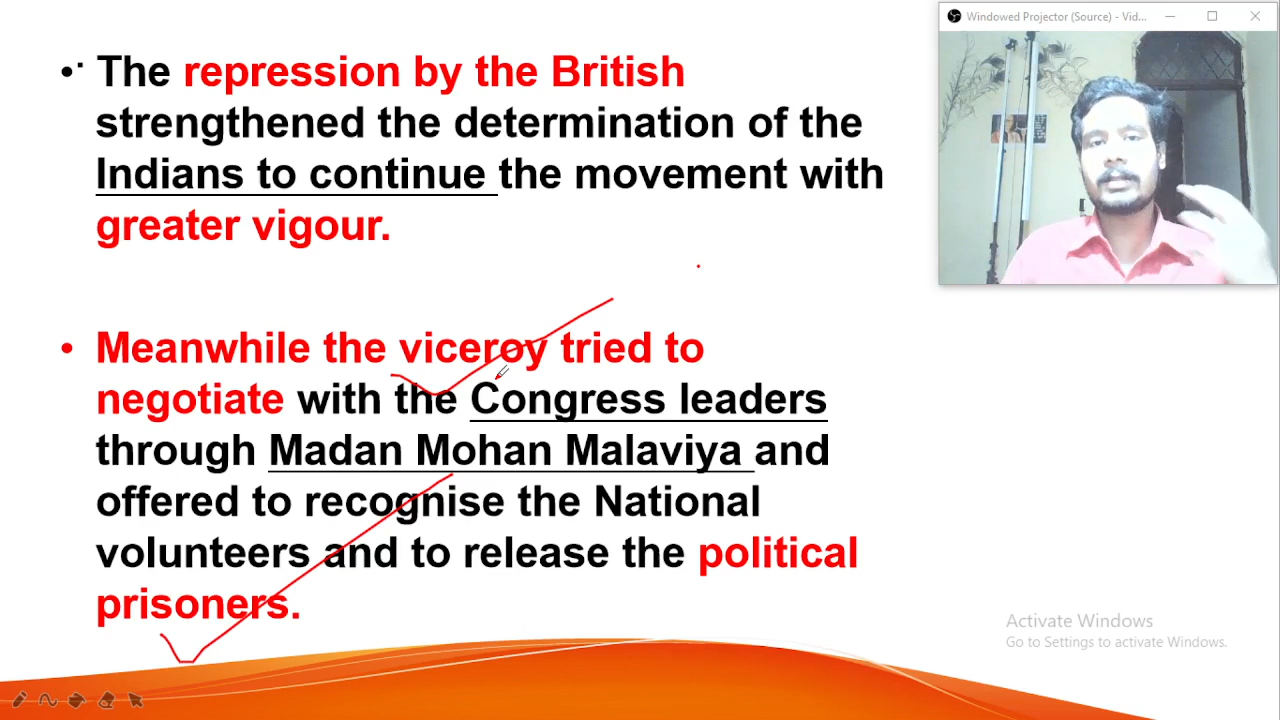 • The repression by the British
strengthened the determination of the
Indians to continue the movement with
greater vigour.
• Meanwhile the viceroy tried to
negotiate with the Congress leaders
through Madan Mohan Malaviya and
offered to recognise the National
volunteers and to release the political
prisoners.
Windowed Projector (Source) - Vid...
Activate Windows
Go to Settings to activate Windows.